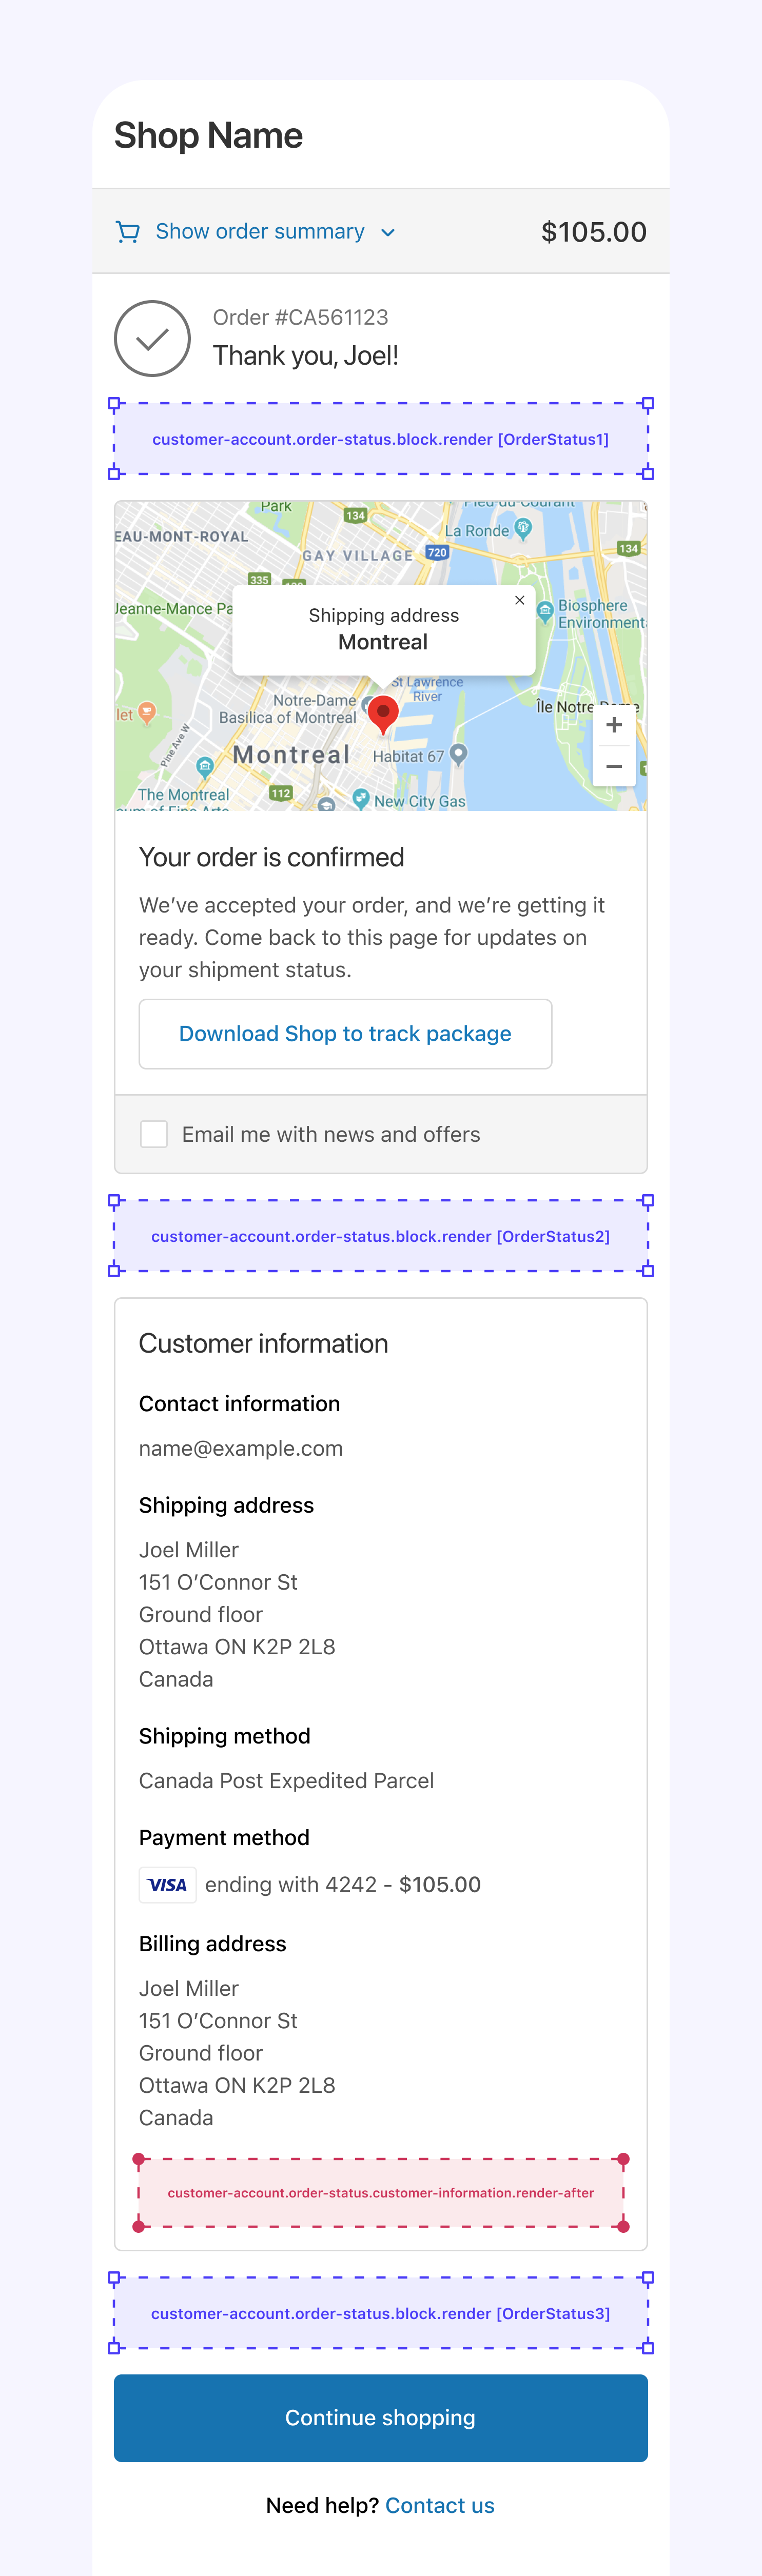 Shop Name
Show order summary
$105.00
Order #CA561123
Thank you, Joel!
customer-account.order-status.block.render [OrderStatus1]
Park
134
La Ronde
EAU-MONT-ROYAL
GAY VILLAGE
720
134
335
Jeanne-Mance Pa
Shipping address
Montreal
Biosphere
Environment
St Lawrence
River
Notre-Dame
Basilica of Montreal
Île Notre-Dame
let
Pine Ave W
Montreal
Habitat 67
The Montreal
112
New City Gas
Your order is confirmed
We’ve accepted your order, and we’re getting it
ready. Come back to this page for updates on
your shipment status.
Download Shop to track package
Email me with news and offers
customer-account.order-status.block.render [OrderStatus2]
Customer information
Contact information
name@example.com
Shipping address
Joel Miller
151 O’Connor St
Ground floor
Ottawa ON K2P 2L8
Canada
Shipping method
Canada Post Expedited Parcel
Payment method
VISA ending with 4242 - $105.00
Billing address
Joel Miller
151 O’Connor St
Ground floor
Ottawa ON K2P 2L8
Canada
customer-account.order-status.customer-information.render-after
customer-account.order-status.block.render [OrderStatus3]
Continue shopping
Need help? Contact us